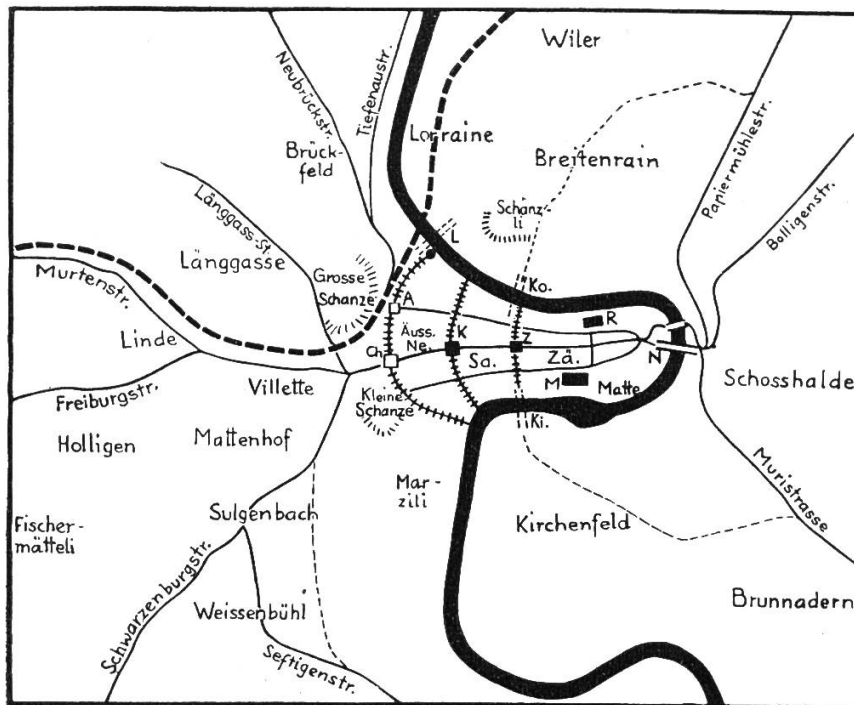 Wiler
Neubrückstr.
Tiefenaustr.
Lorraine
Brück-
feld
Breitenrain
Papiermühlestr.
Bolligenstr.
Länggass-St.
Länggasse
Schänz-
li
L
Grosse
Schanze
Murtenstr.
A
Ko.
R
Linde
Äuss.
Ne.
K
Z
Ch
Sa.
Zä.
N
Villette
M
Matte
Schosshalde
Freiburgstr.
Kleine
Schanze
Ki.
Holligen
Mattenhof
Mar-
zili
Muristrasse
Sulgenbach
Kirchenfeld
Fischer-
mätteli
Schwarzenburgstr.
Weissenbühl
Brunnadern
Seftigenstr.